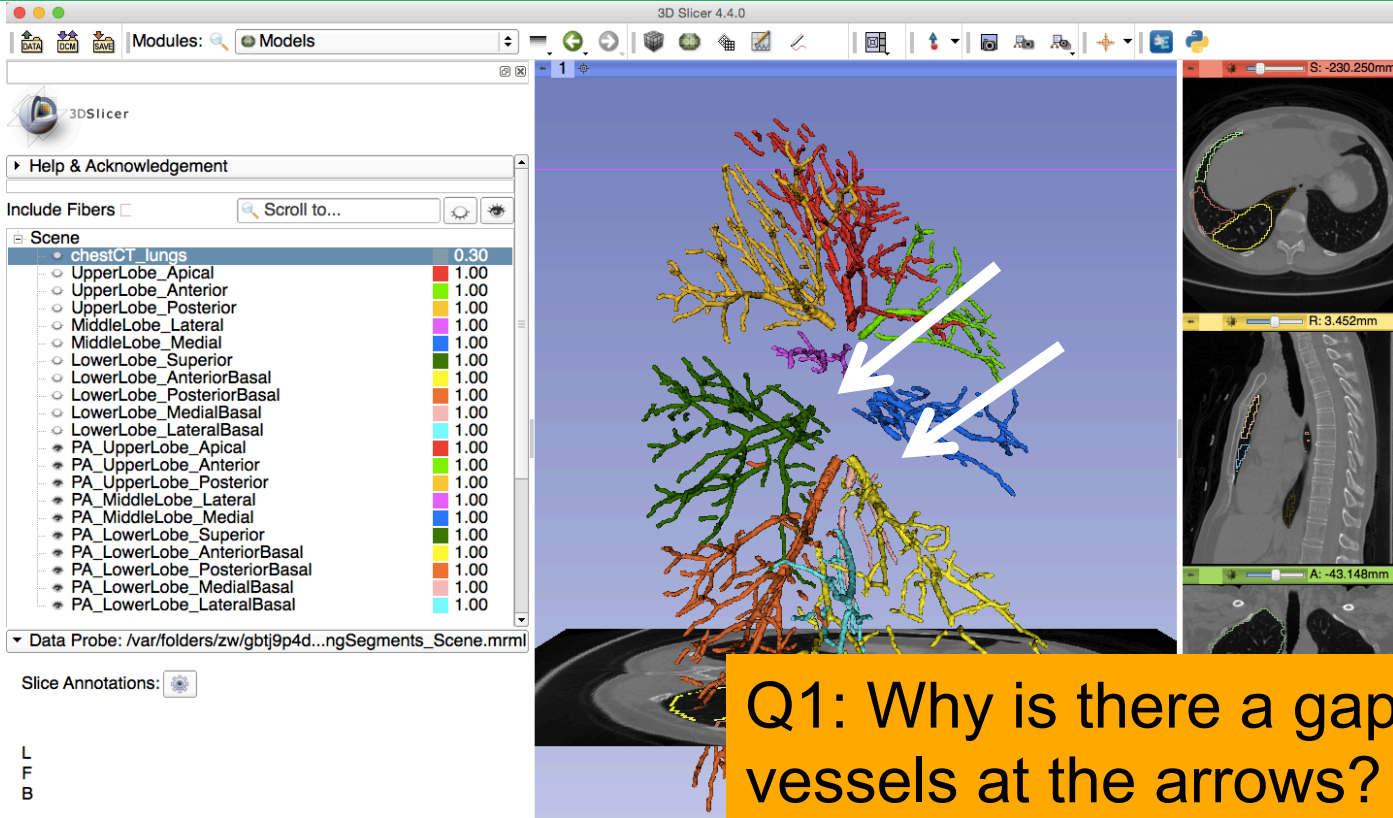 3D Slicer 4.4.0
DATA DCM SAVE Modules: Models
1
S: -230.250mm
3DSlicer
Help & Acknowledgement
Include Fibers Scroll to...
Scene
chestCT_lungs 0.30
UpperLobe_Apical 1.00
UpperLobe_Anterior 1.00
UpperLobe_Posterior 1.00
MiddleLobe_Lateral 1.00
MiddleLobe_Medial 1.00
LowerLobe_Superior 1.00
LowerLobe_AnteriorBasal 1.00
LowerLobe_PosteriorBasal 1.00
LowerLobe_MedialBasal 1.00
LowerLobe_LateralBasal 1.00
PA_UpperLobe_Apical 1.00
PA_UpperLobe_Anterior 1.00
PA_UpperLobe_Posterior 1.00
PA_MiddleLobe_Lateral 1.00
PA_MiddleLobe_Medial 1.00
PA_LowerLobe_Superior 1.00
PA_LowerLobe_AnteriorBasal 1.00
PA_LowerLobe_PosteriorBasal 1.00
PA_LowerLobe_MedialBasal 1.00
PA_LowerLobe_LateralBasal 1.00
R: 3.452mm
A: -43.148mm
Data Probe: /var/folders/zw/gbtj9p4d...ngSegments_Scene.mrml
Slice Annotations:
L
F
B
Q1: Why is there a gap
vessels at the arrows?